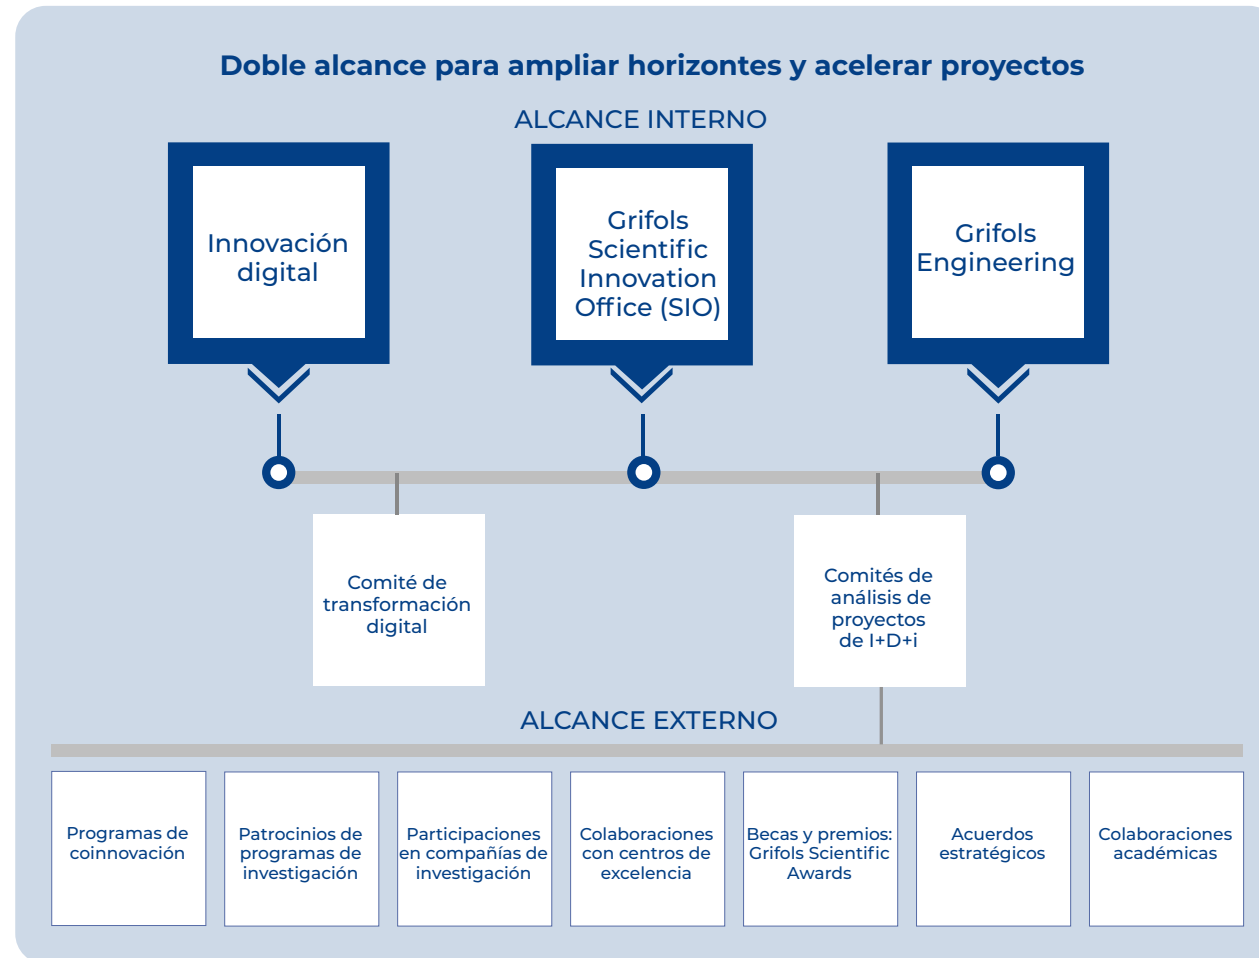 Doble alcance para ampliar horizontes y acelerar proyectos
ALCANCE INTERNO
Innovación
digital
Grifols
Scientific
Innovation
Office (SIO)
Grifols
Engineering
Comité de
transformación
digital
Comités de
análisis de
proyectos
de I+D+i
ALCANCE EXTERNO
Programas de
coinnovación
Patrocinios de
programas de
investigación
Participaciones
en compañías de
investigación
Colaboraciones
con centros de
excelencia
Becas y premios:
Grifols Scientific
Awards
Acuerdos
estratégicos
Colaboraciones
académicas